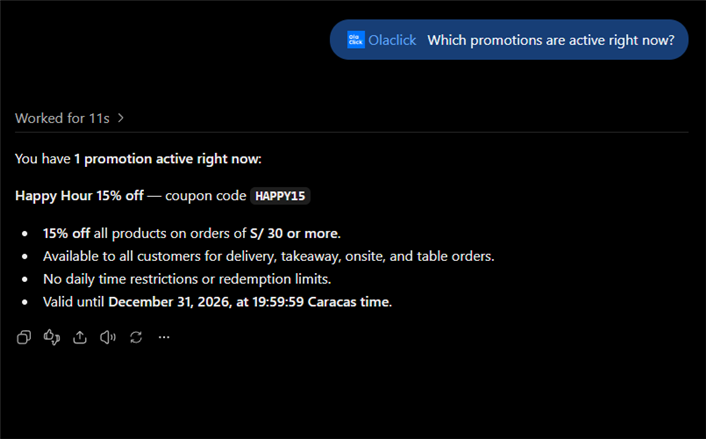 Ola Click Olaclick Which promotions are active right now?
Worked for 11s
You have 1 promotion active right now:
Happy Hour 15% off — coupon code HAPPY15
15% off all products on orders of S/ 30 or more.
Available to all customers for delivery, takeaway, onsite, and table orders.
No daily time restrictions or redemption limits.
Valid until December 31, 2026, at 19:59:59 Caracas time.